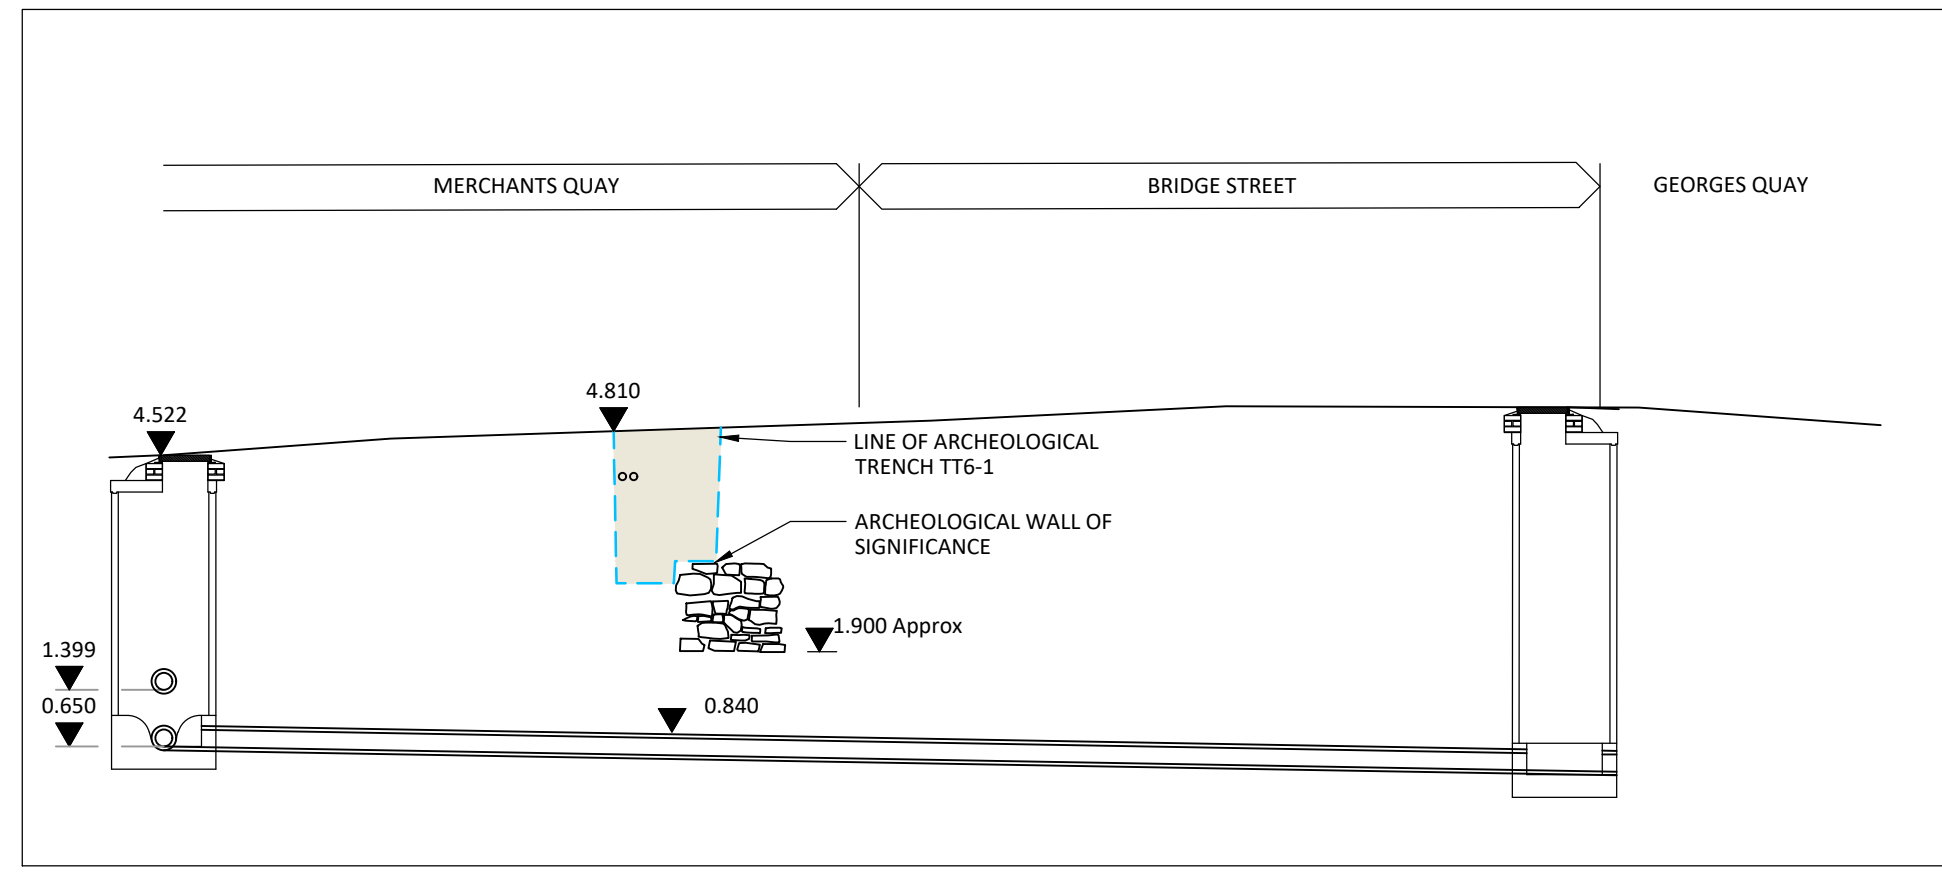 MERCHANTS QUAY
BRIDGE STREET
GEORGES QUAY
4.810
4.522
LINE OF ARCHEOLOGICAL
TRENCH TT6-1
ARCHEOLOGICAL WALL OF
SIGNIFICANCE
1.900 Approx
1.399
0.650
0.840